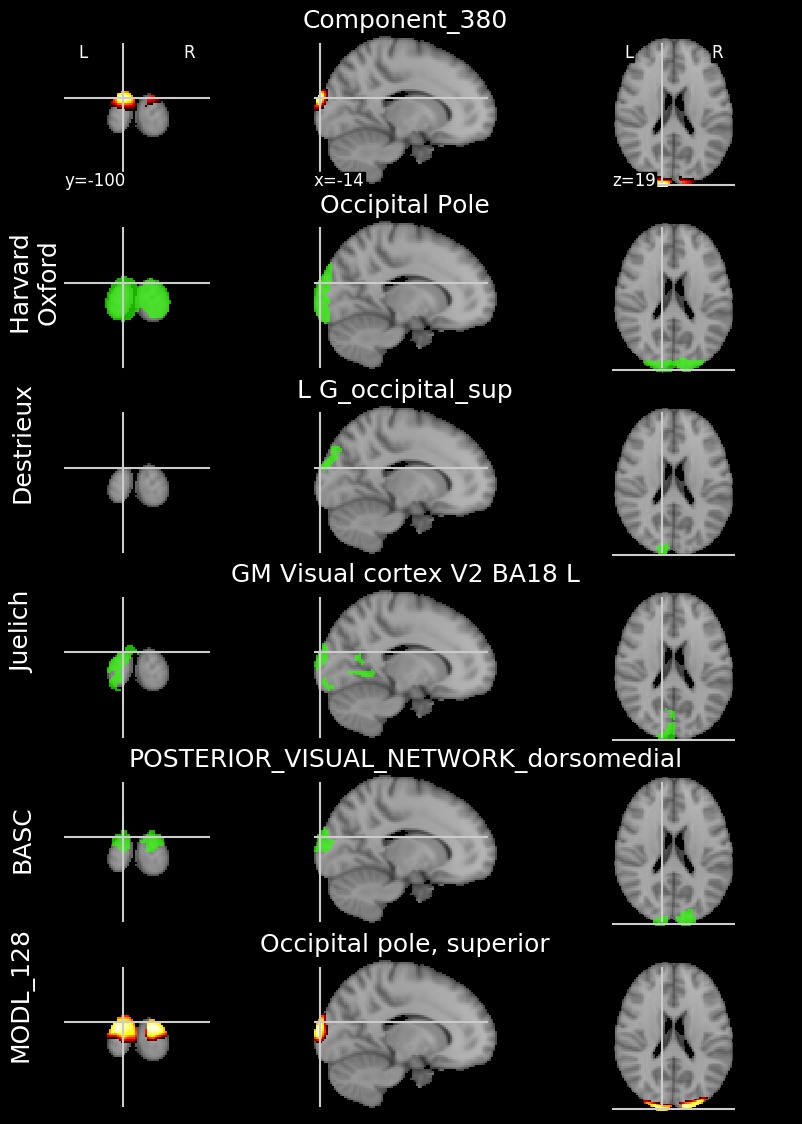 Component_380
L R
L R
y=-100
x=-14
z=19
Occipital Pole
Harvard
Oxford
L G_occipital_sup
Destrieux
GM Visual cortex V2 BA18 L
Juelich
POSTERIOR_VISUAL_NETWORK_dorsomedial
BASC
Occipital pole, superior
MODL_128